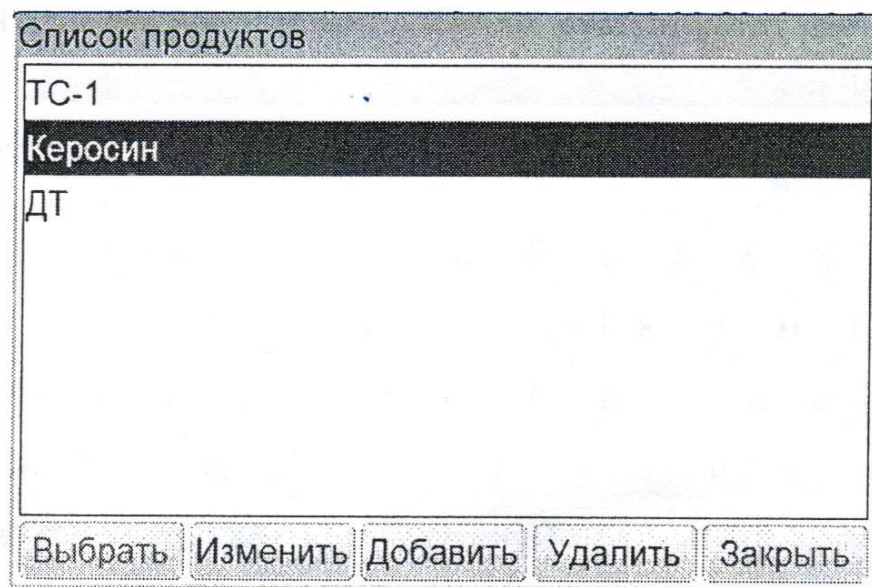 Список продуктов
ТС-1
Керосин
ДТ
Выбрать Изменить Добавить Удалить Закрыть